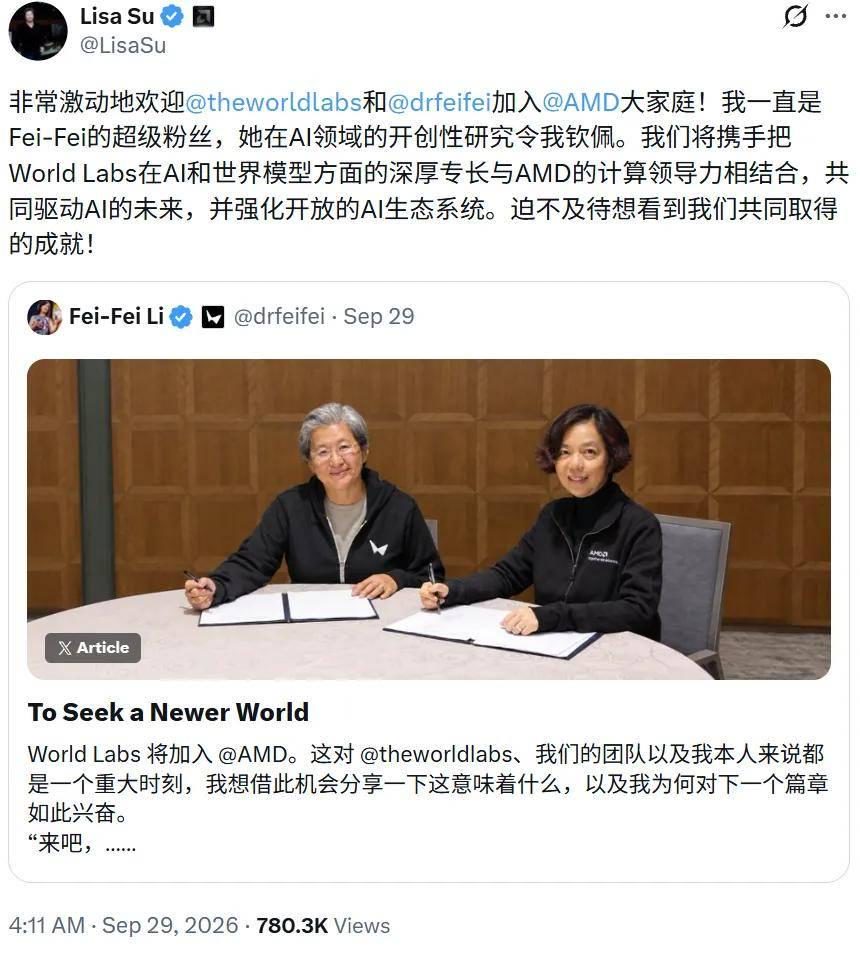 Lisa Su
@LisaSu
非常激动地欢迎@theworldlabs和@drfeifei加入@AMD大家庭！我一直是
Fei-Fei的超级粉丝，她在AI领域的开创性研究令我钦佩。我们将携手把
World Labs在AI和世界模型方面的深厚专长与AMD的计算领导力相结合，共
同驱动AI的未来，并强化开放的AI生态系统。迫不及待想看到我们共同取得
的成就！
Fei-Fei Li @drfeifei · Sep 29
AMD
X Article
To Seek a Newer World
World Labs 将加入 @AMD。这对 @theworldlabs、我们的团队以及我本人来说都
是一个重大时刻，我想借此机会分享一下这意味着什么，以及我为何对下一个篇章
如此兴奋。
“来吧，......
4:11 AM · Sep 29, 2026 · 780.3K Views